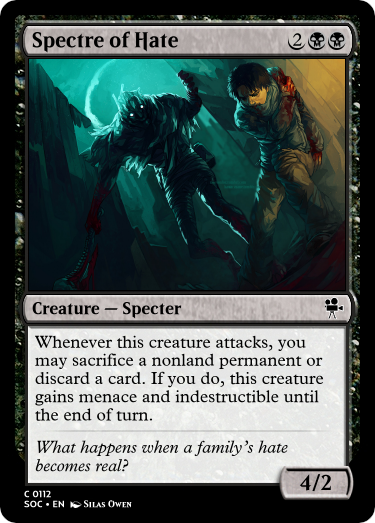 Spectre of Hate 2
Creature — Specter
Whenever this creature attacks, you
may sacrifice a nonland permanent or
discard a card. If you do, this creature
gains menace and indestructible until
the end of turn.
What happens when a family's hate
becomes real?
4/2
C 0112
SOC • EN Silas Owen